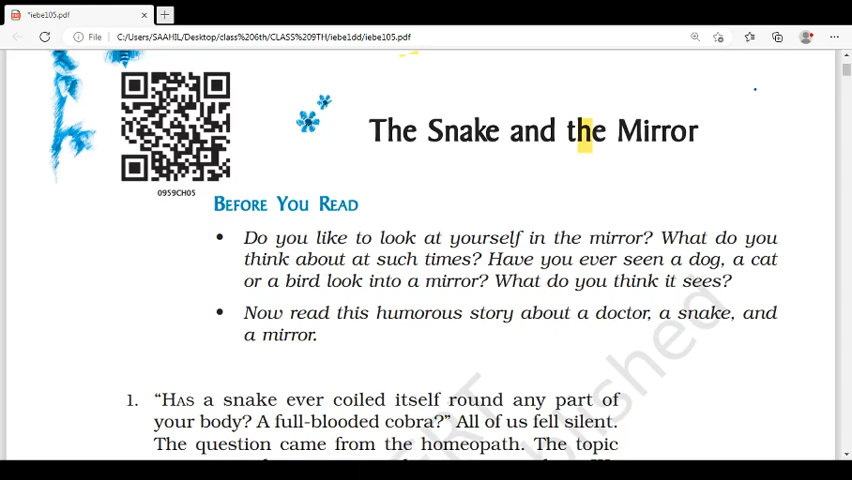 *iebe105.pdf
File
C:/Users/SAAHIL/Desktop/class%206th/CLASS%209TH/iebe1dd/iebe105.pdf
0959CH05
The Snake and the Mirror
BEFORE YOU READ
• Do you like to look at yourself in the mirror? What do you
think about at such times? Have you ever seen a dog, a cat
or a bird look into a mirror? What do you think it sees?
• Now read this humorous story about a doctor, a snake, and
a mirror.
1. “HAS a snake ever coiled itself round any part of
your body? A full-blooded cobra?” All of us fell silent.
The question came from the homeopath. The topic